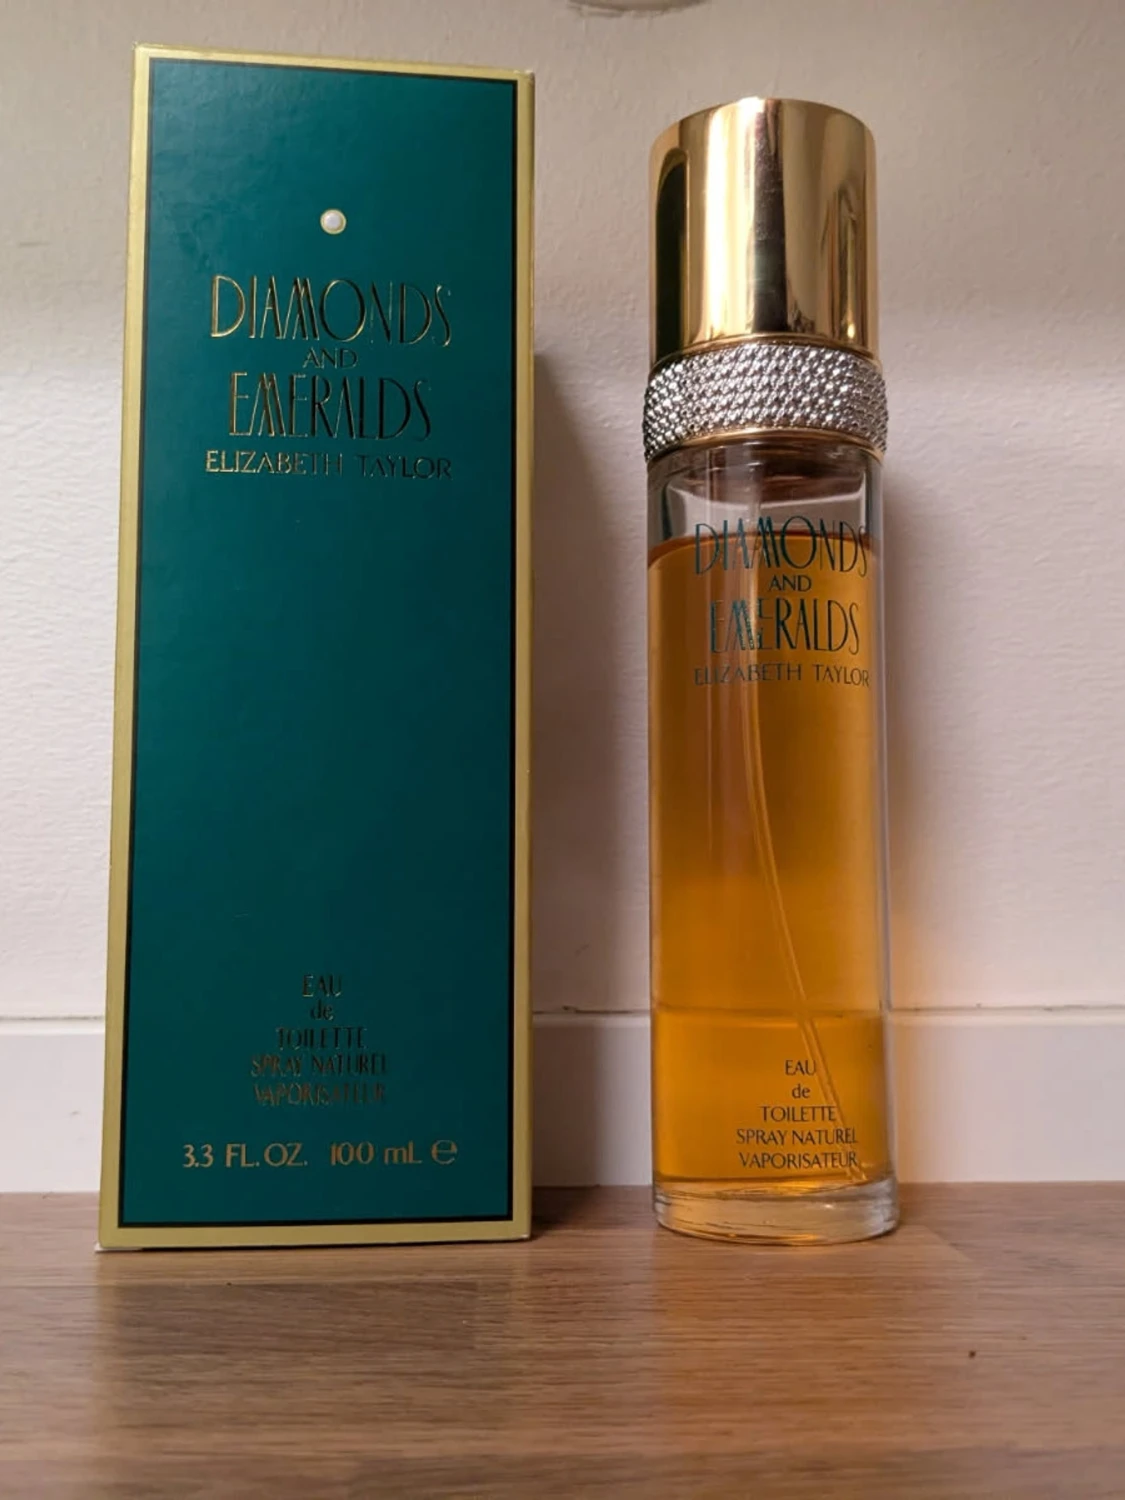 DIAMONDS
AND
EMERALDS
ELIZABETH TAYLOR
EAU
de
TOILETTE
SPRAY NATUREL
VAPORISATEUR
3.3 FL. OZ. 100 mL ℮
DIAMONDS
AND
EMERALDS
ELIZABETH TAYLOR
EAU
de
TOILETTE
SPRAY NATUREL
VAPORISATEUR